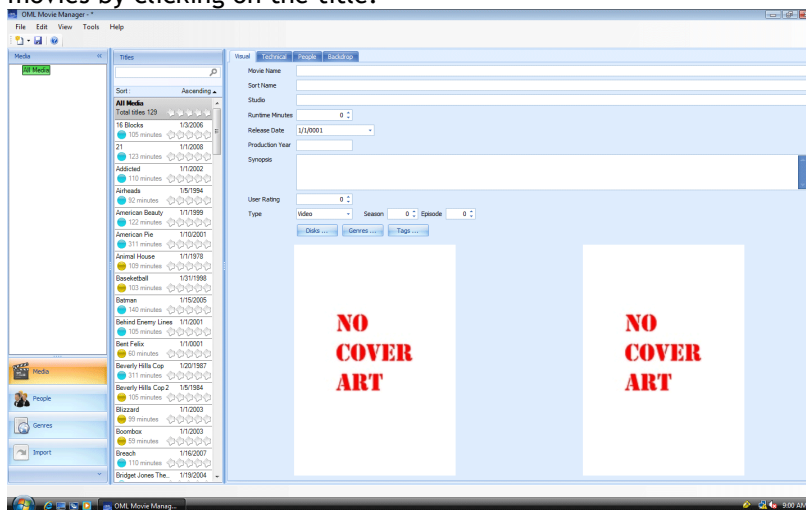 movies by clicking on the title.
OML Movie Manager - *
File Edit View Tools Help
Media «
All Media
Media
People
Genres
Import
Titles
Sort: Ascending
All Media
Total titles 129
16 Blocks 1/3/2006
105 minutes
21 1/1/2008
123 minutes
Addicted 1/1/2002
110 minutes
Airheads 1/5/1994
92 minutes
American Beauty 1/1/1999
122 minutes
American Pie 1/10/2001
311 minutes
Animal House 1/1/1978
109 minutes
Baseketball 1/31/1998
103 minutes
Batman 1/15/2005
140 minutes
Behind Enemy Lines 1/1/2001
105 minutes
Bent Felix 1/1/0001
60 minutes
Beverly Hills Cop 1/20/1987
311 minutes
Beverly Hills Cop 2 1/5/1984
105 minutes
Blizzard 1/1/2003
99 minutes
Boombox 1/1/2003
59 minutes
Breach 1/16/2007
110 minutes
Bridget Jones The... 1/19/2004
Visual Technical People Backdrop
Movie Name
Sort Name
Studio
Runtime Minutes 0
Release Date 1/1/0001
Production Year
Synopsis
User Rating 0
Type Video Season 0 Episode 0
Disks ... Genres ... Tags ...
NO
COVER
ART
NO
COVER
ART
OML Movie Manag...
9:00 AM